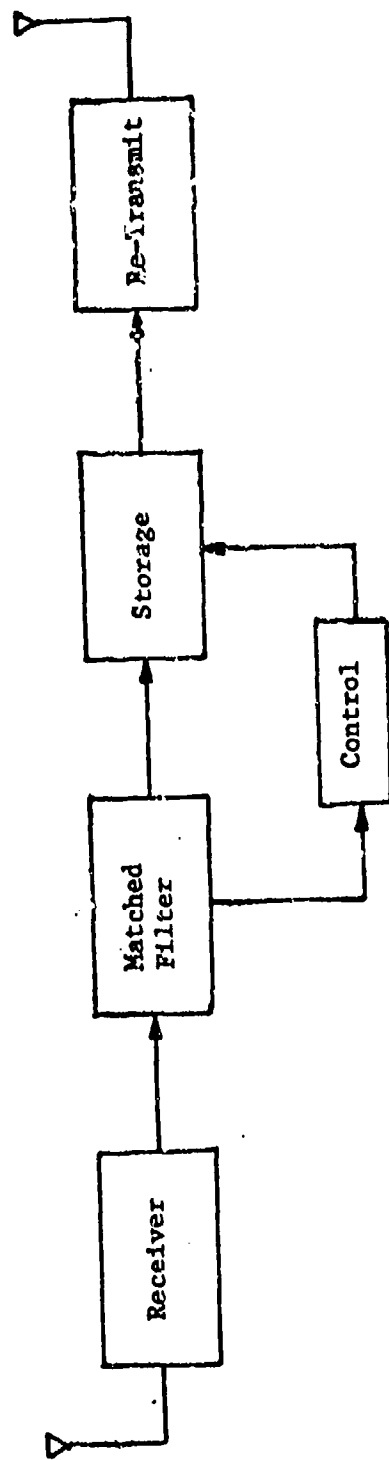 Receiver
Matched
Filter
Control
Storage
Re-Transmit